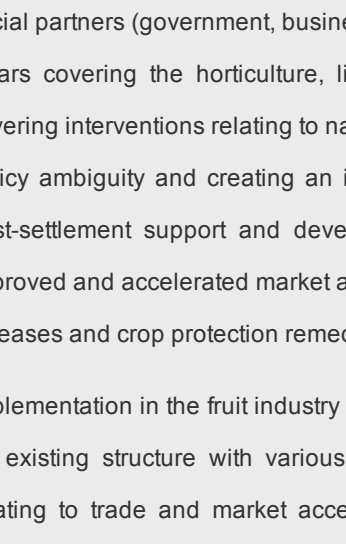 cial partners (government, busine
ars covering the horticulture, li
vering interventions relating to na
icy ambiguity and creating an i
st-settlement support and deve
proved and accelerated market a
eases and crop protection remed
plementation in the fruit industry
existing structure with various
ating to trade and market acce